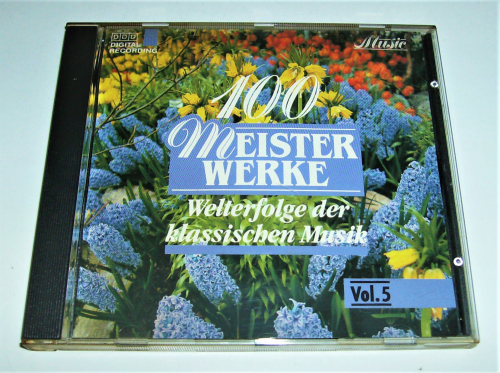 DDD
DIGITAL
RECORDING
Music
100
MEISTER
WERKE
Welterfolge der
klassischen Musik
Vol.5